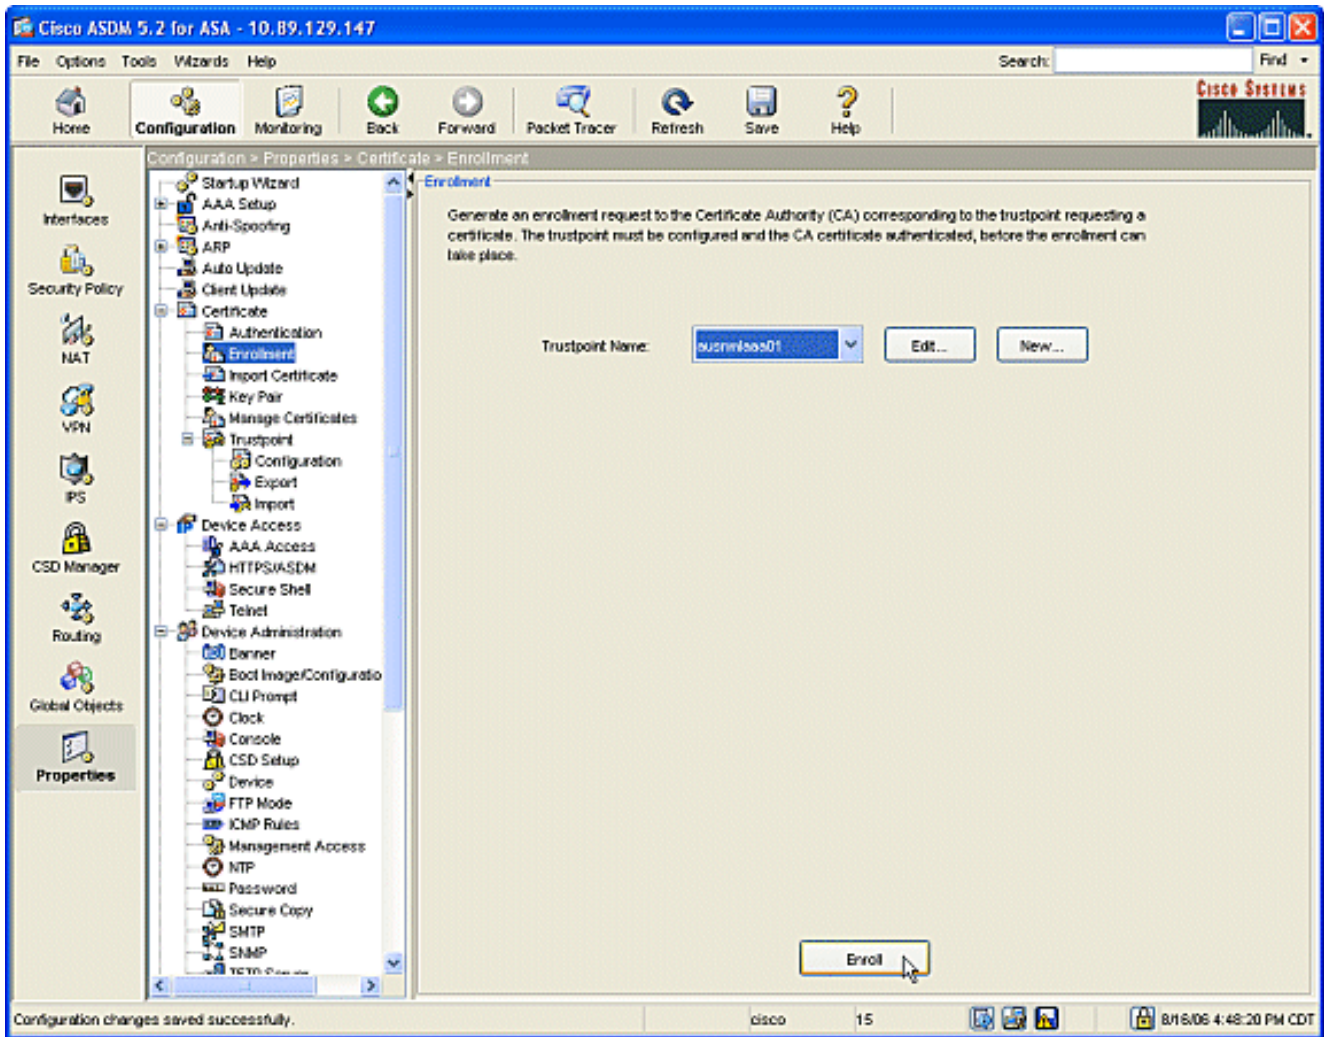 Cisco ASDM 5.2 for ASA - 10.89.129.147
File Options Tools Wizards Help Search: Find
Home Configuration Monitoring Back Forward Packet Tracer Refresh Save Help
CISCO SYSTEMS
Configuration > Properties > Certificate > Enrollment
Interfaces
Security Policy
NAT
VPN
IPS
CSD Manager
Routing
Global Objects
Properties
Startup Wizard
AAA Setup
Anti-Spoofing
ARP
Auto Update
Client Update
Certificate
Authentication
Enrollment
Import Certificate
Key Pair
Manage Certificates
Trustpoint
Configuration
Export
Import
Device Access
AAA Access
HTTPS/ASDM
Secure Shell
Telnet
Device Administration
Banner
Boot Image/Configuratio
CLI Prompt
Clock
Console
CSD Setup
Device
FTP Mode
ICMP Rules
Management Access
NTP
Password
Secure Copy
SMTP
SNMP
TFTP Server
Enrollment
Generate an enrollment request to the Certificate Authority (CA) corresponding to the trustpoint requesting a
certificate. The trustpoint must be configured and the CA certificate authenticated, before the enrollment can
take place.
Trustpoint Name: Edit... New...
Enroll
Configuration changes saved successfully. cisco 15 8/16/06 4:48:20 PM CDT